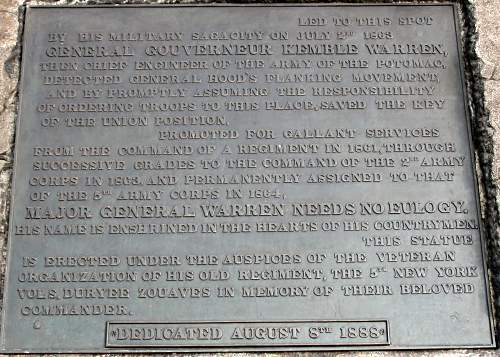 LED TO THIS SPOT
BY HIS MILITARY SAGACITY ON JULY 2ND 1863
GENERAL GOUVERNEUR KEMBLE WARREN,
THEN CHIEF ENGINEER OF THE ARMY OF THE POTOMAC,
DETECTED GENERAL HOOD'S FLANKING MOVEMENT,
AND BY PROMPTLY ASSUMING THE RESPONSIBILITY
OF ORDERING TROOPS TO THIS PLACE, SAVED THE KEY
OF THE UNION POSITION.
PROMOTED FOR GALLANT SERVICES
FROM THE COMMAND OF A REGIMENT IN 1861, THROUGH
SUCCESSIVE GRADES TO THE COMMAND OF THE 2ND ARMY
CORPS IN 1863, AND PERMANENTLY ASSIGNED TO THAT
OF THE 5TH ARMY CORPS IN 1864,
MAJOR GENERAL WARREN NEEDS NO EULOGY.
HIS NAME IS ENSHRINED IN THE HEARTS OF HIS COUNTRYMEN.
THIS STATUE
IS ERECTED UNDER THE AUSPICES OF THE VETERAN
ORGANIZATION OF HIS OLD REGIMENT, THE 5TH NEW YORK
VOLS. DURYEE ZOUAVES IN MEMORY OF THEIR BELOVED
COMMANDER.
DEDICATED AUGUST 8TH 1888